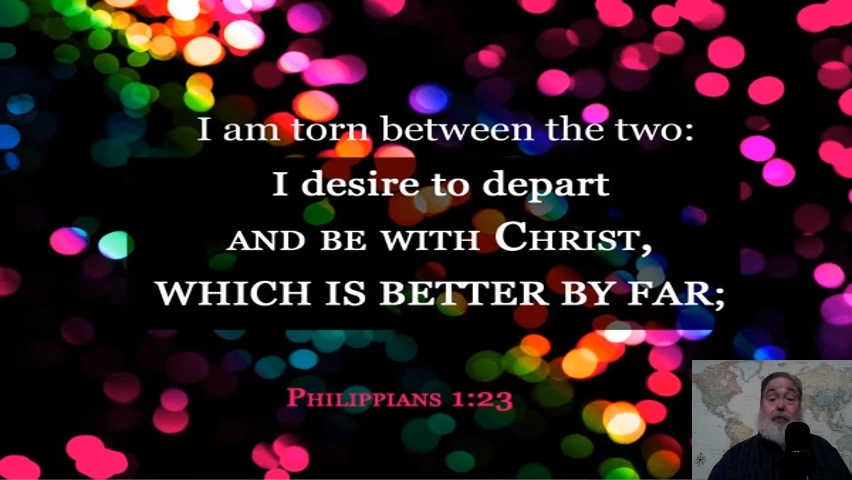 I am torn between the two:
I desire to depart
and be with Christ,
which is better by far;
Philippians 1:23